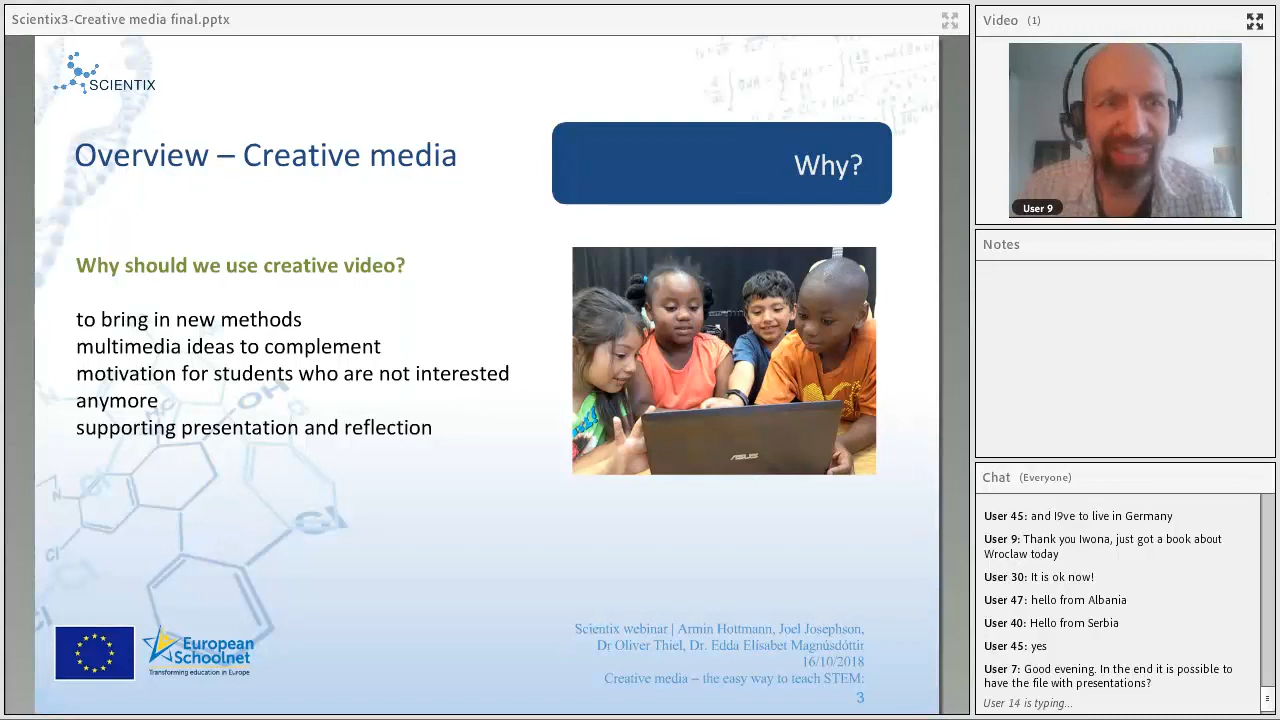 Scientix3-Creative media final.pptx
SCIENTIX
Overview – Creative media
Why?
Why should we use creative video?
to bring in new methods
multimedia ideas to complement
motivation for students who are not interested
anymore
supporting presentation and reflection
OH
N
Cl
ASUS
European
Schoolnet
Transforming education in Europe
Scientix webinar | Armin Hottmann, Joel Josephson,
Dr Oliver Thiel, Dr. Edda Elísabet Magnúsdóttir
16/10/2018
Creative media – the easy way to teach STEM:
3
Video (1)
User 9
Notes
Chat (Everyone)
User 45: and I9ve to live in Germany
User 9: Thank you Iwona, just got a book about
Wroclaw today
User 30: It is ok now!
User 47: hello from Albania
User 40: Hello from Serbia
User 45: yes
User 7: Good evening. In the end it is possible to
have the file with presentations?
User 14 is typing...